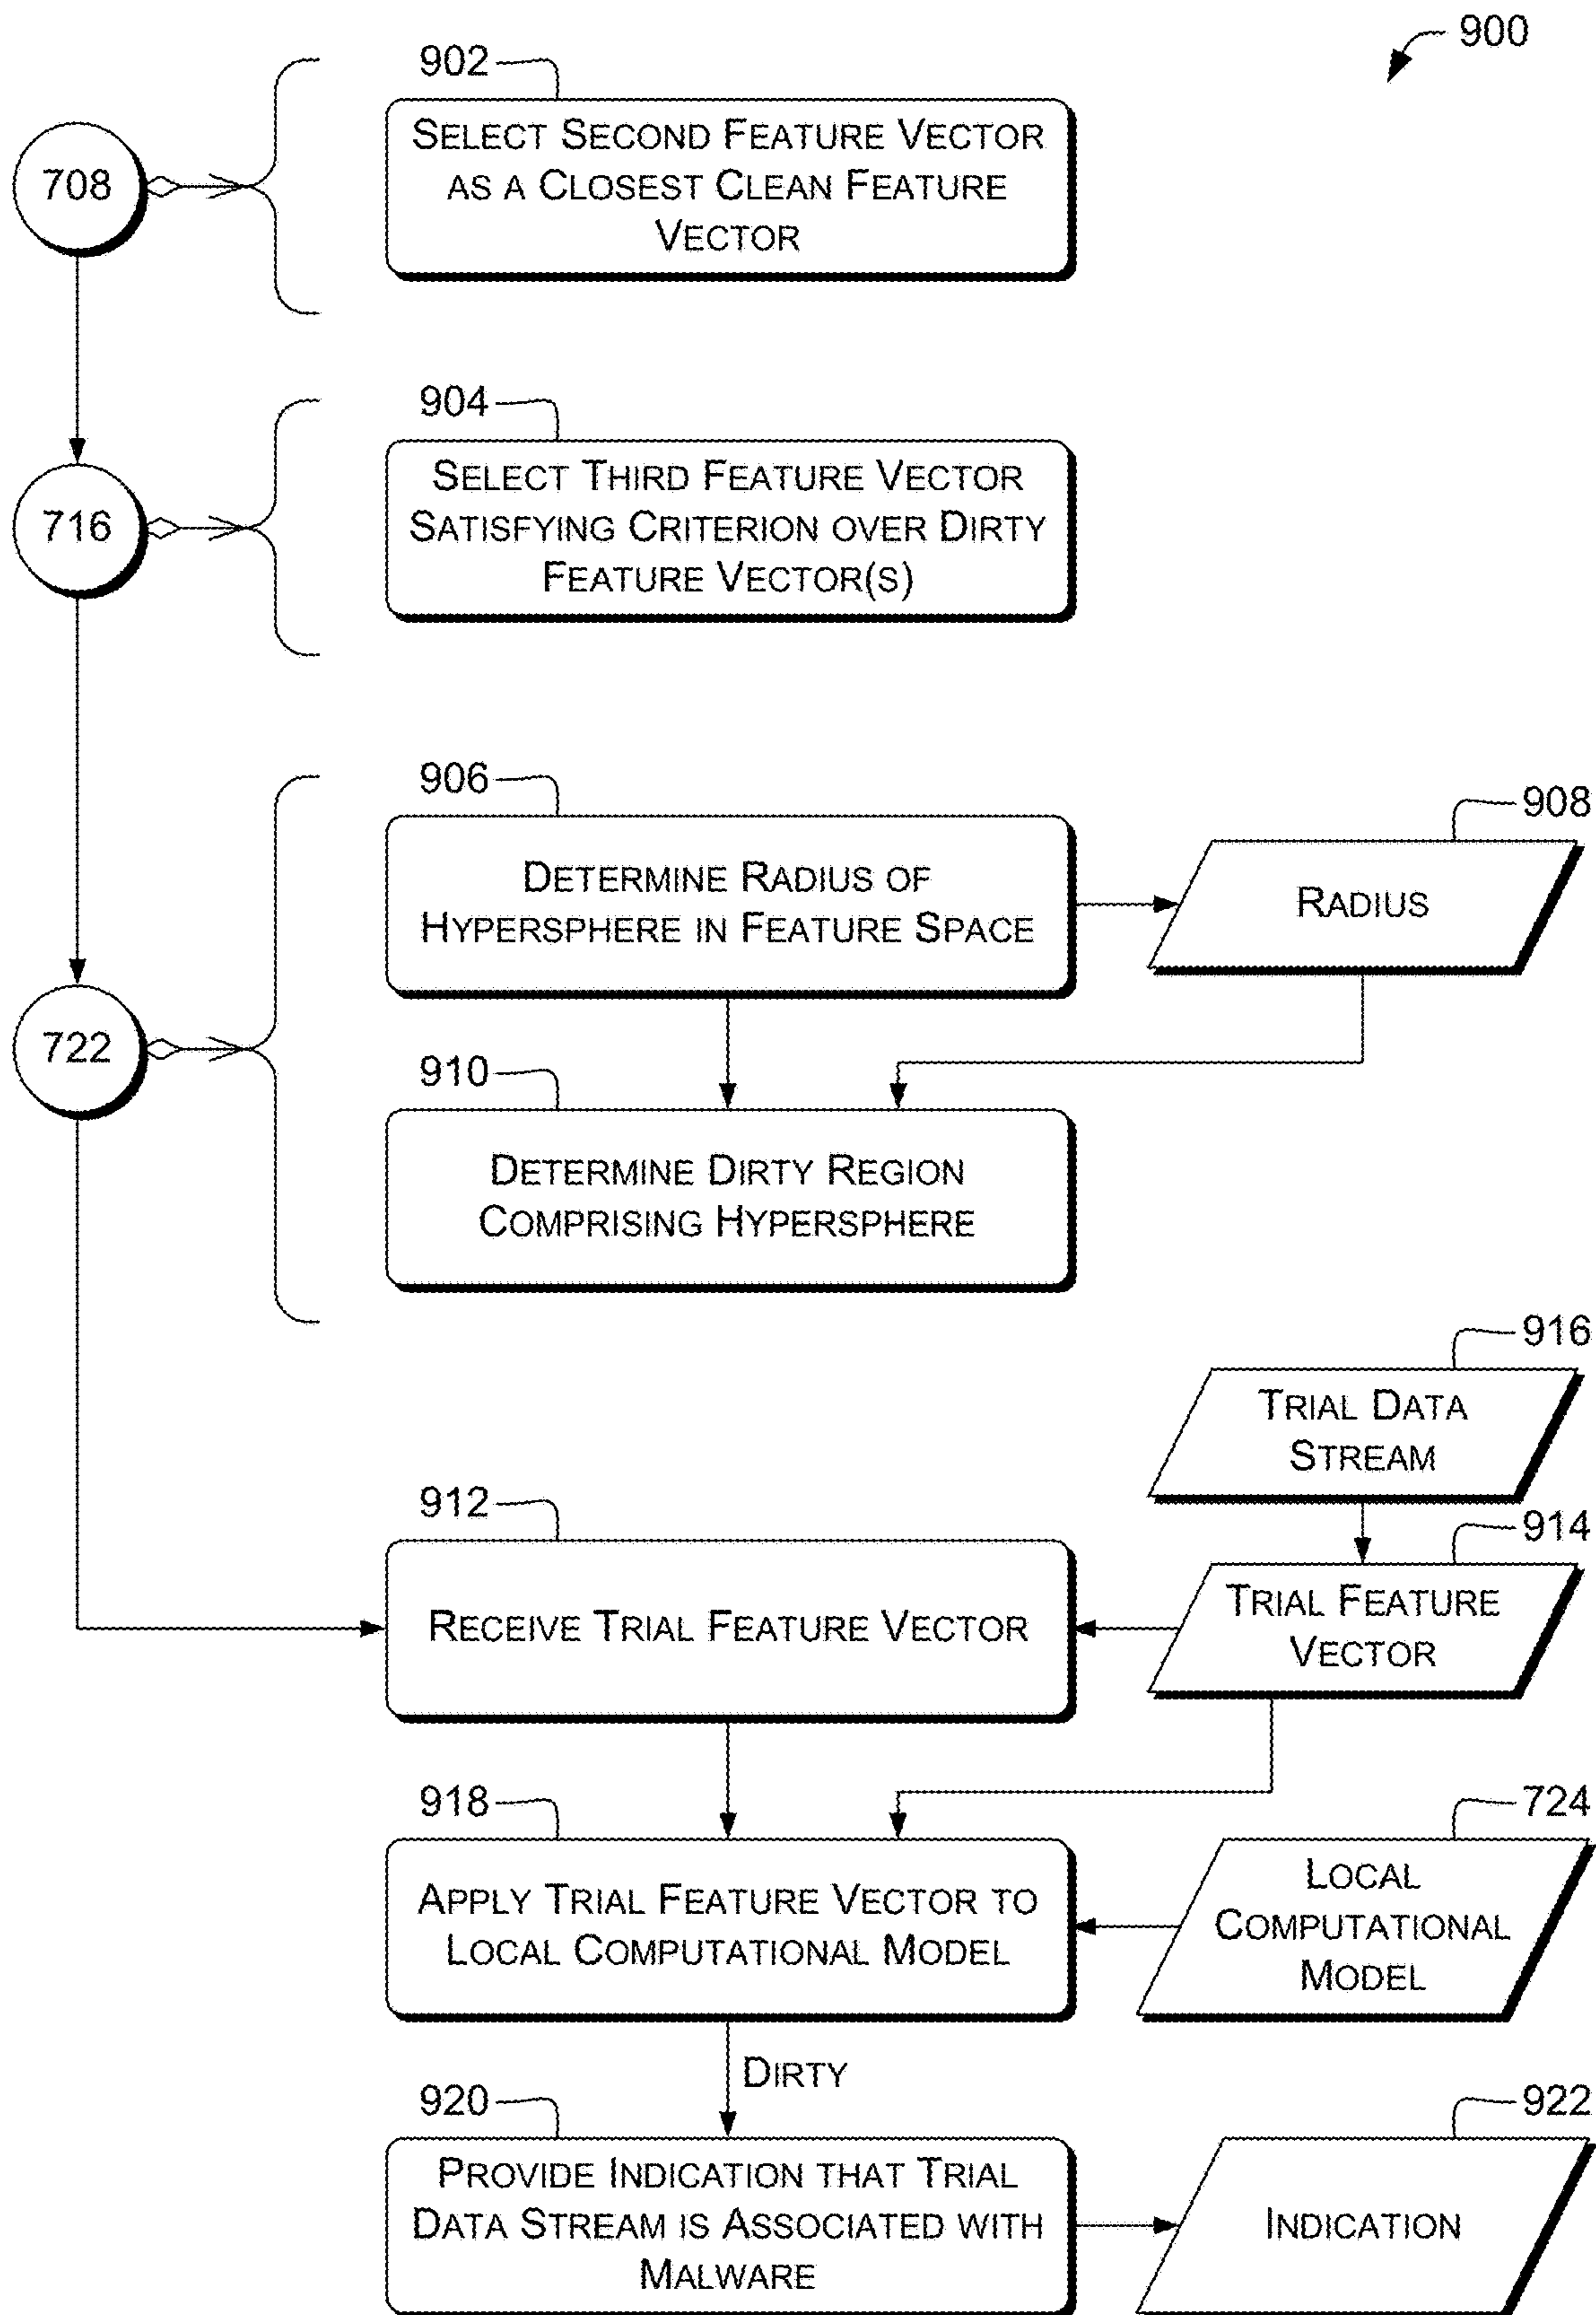 900
902
SELECT SECOND FEATURE VECTOR
AS A CLOSEST CLEAN FEATURE
VECTOR
708
904
SELECT THIRD FEATURE VECTOR
SATISFYING CRITERION OVER DIRTY
FEATURE VECTOR(S)
716
906
DETERMINE RADIUS OF
HYPERSPHERE IN FEATURE SPACE
908
RADIUS
722
910
DETERMINE DIRTY REGION
COMPRISING HYPERSPHERE
916
TRIAL DATA
STREAM
912
RECEIVE TRIAL FEATURE VECTOR
914
TRIAL FEATURE
VECTOR
918
APPLY TRIAL FEATURE VECTOR TO
LOCAL COMPUTATIONAL MODEL
724
LOCAL
COMPUTATIONAL
MODEL
DIRTY
920
PROVIDE INDICATION THAT TRIAL
DATA STREAM IS ASSOCIATED WITH
MALWARE
922
INDICATION